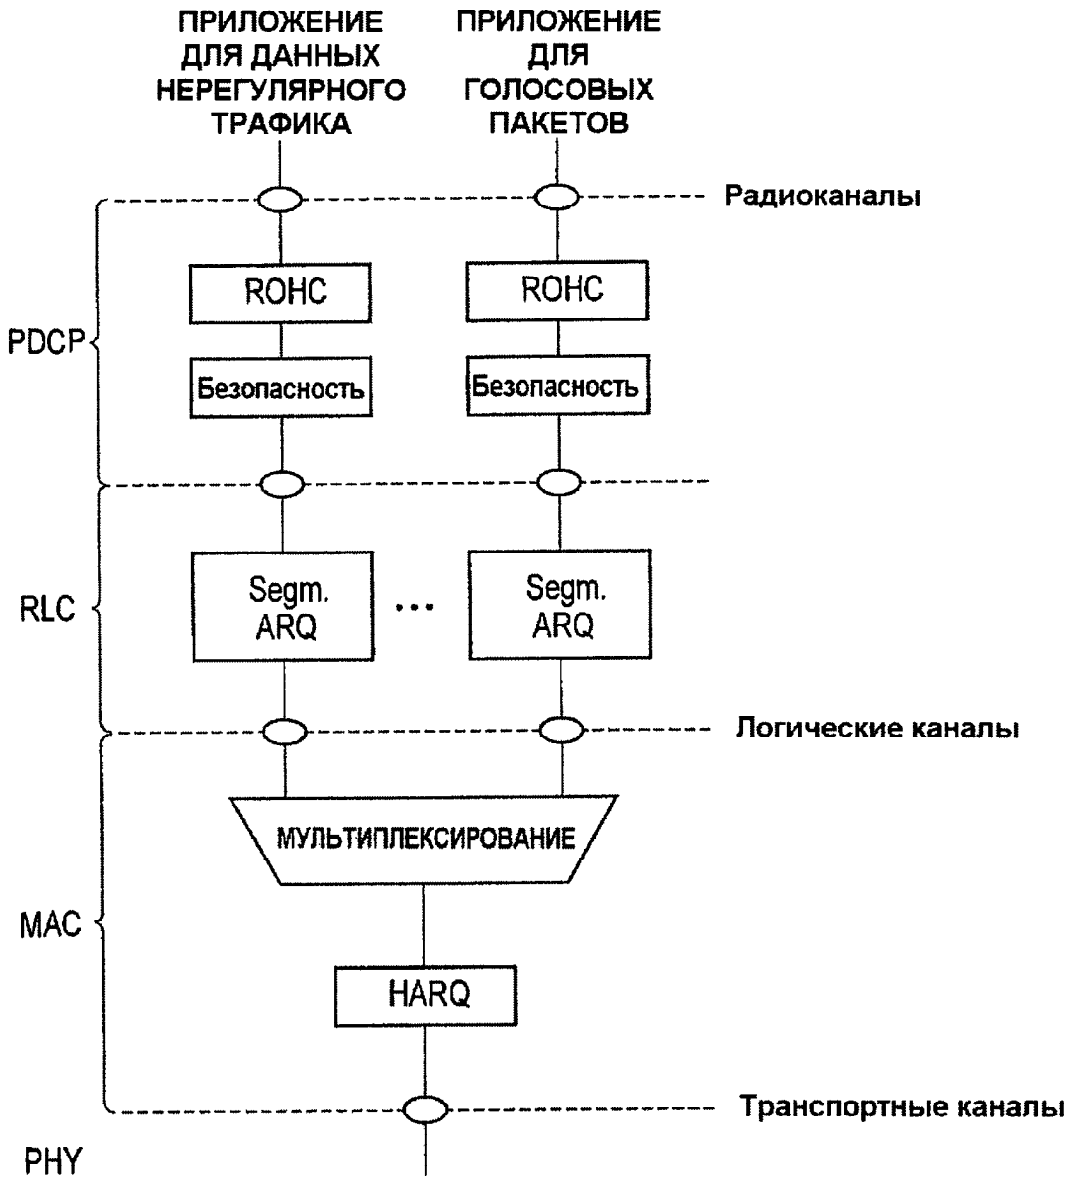 ПРИЛОЖЕНИЕ
ДЛЯ ДАННЫХ
НЕРЕГУЛЯРНОГО
ТРАФИКА
ПРИЛОЖЕНИЕ
ДЛЯ
ГОЛОСОВЫХ
ПАКЕТОВ
Радиоканалы
ROHC
ROHC
PDCP
Безопасность
Безопасность
RLC
Segm.
ARQ
...
Segm.
ARQ
Логические каналы
МУЛЬТИПЛЕКСИРОВАНИЕ
MAC
HARQ
Транспортные каналы
PHY